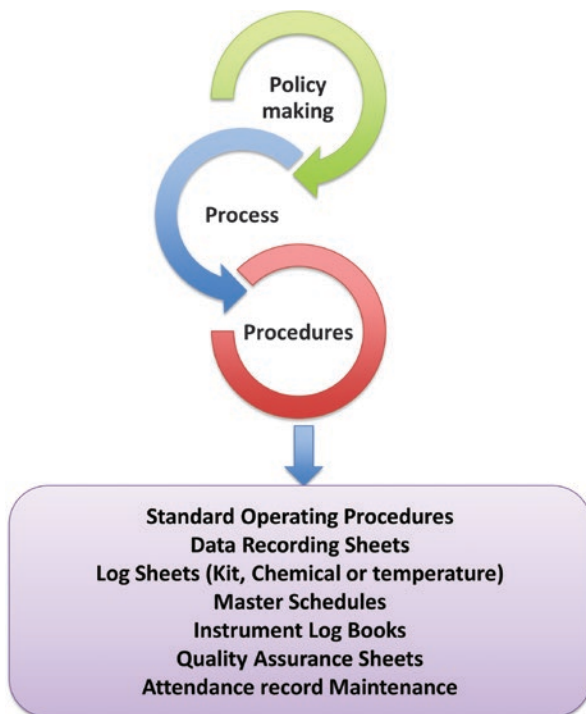 Policy
making
Process
Procedures
Standard Operating Procedures
Data Recording Sheets
Log Sheets (Kit, Chemical or temperature)
Master Schedules
Instrument Log Books
Quality Assurance Sheets
Attendance record Maintenance